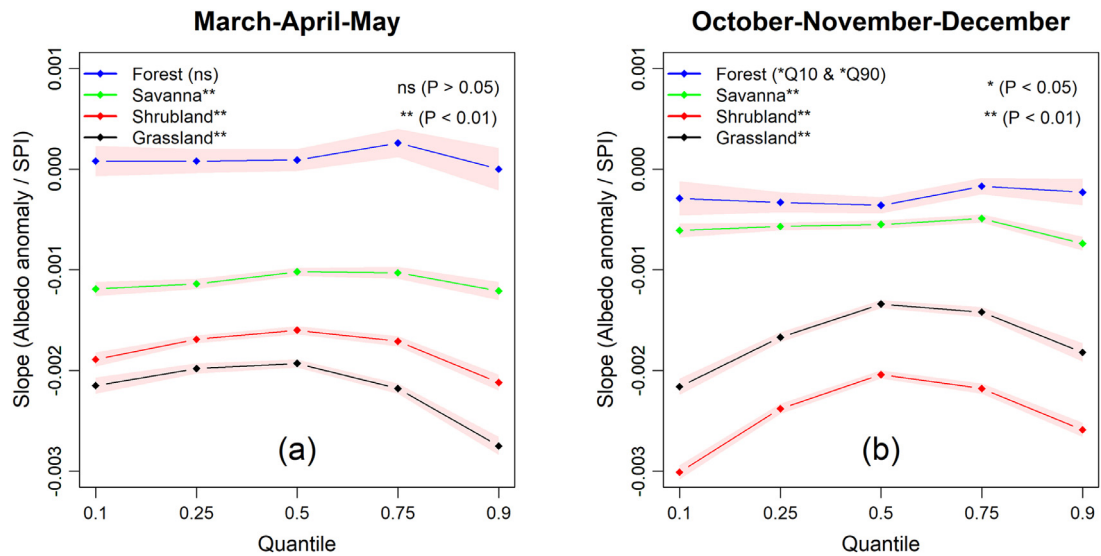 March-April-May
Slope (Albedo anomaly / SPI)
0.001
0.000
-0.001
-0.002
-0.003
Forest (ns)
Savanna**
Shrubland**
Grassland**
ns (P > 0.05)
** (P < 0.01)
(a)
0.1 0.25 0.5 0.75 0.9
Quantile
October-November-December
Slope (Albedo anomaly / SPI)
0.001
0.000
-0.001
-0.002
-0.003
Forest (*Q10 & *Q90)
Savanna**
Shrubland**
Grassland**
* (P < 0.05)
** (P < 0.01)
(b)
0.1 0.25 0.5 0.75 0.9
Quantile